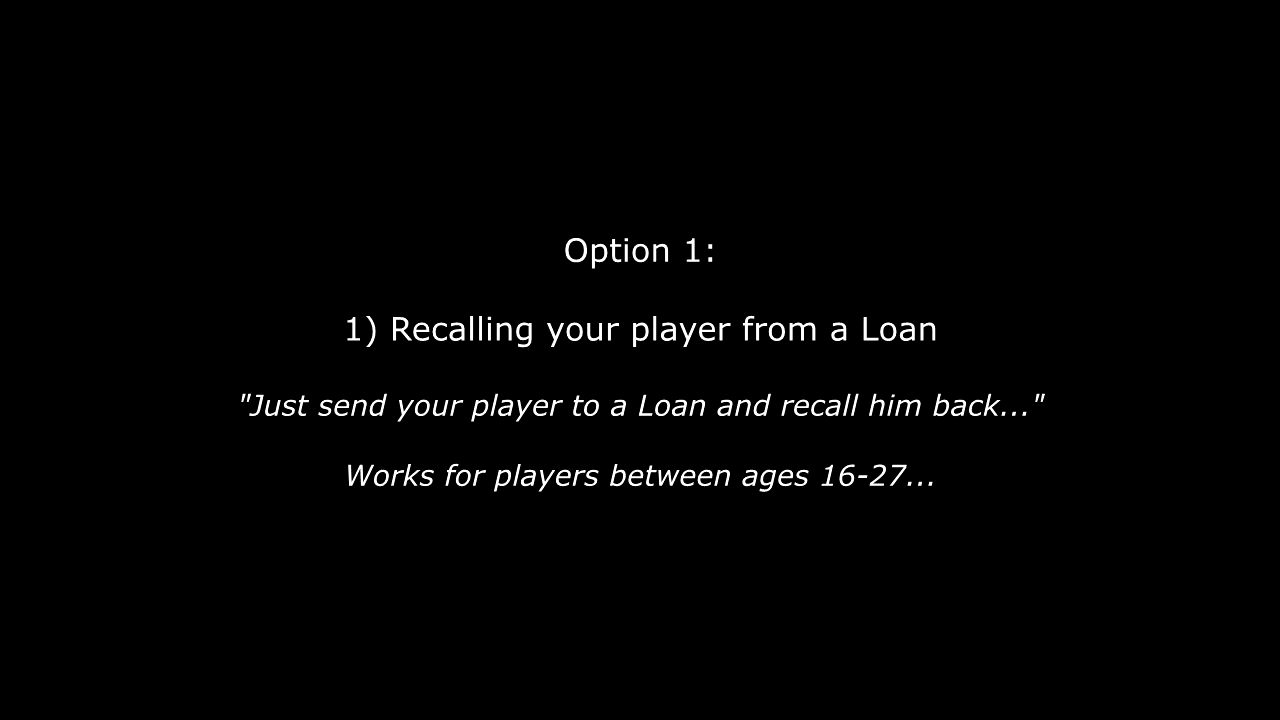 Option 1:
1) Recalling your player from a Loan
"Just send your player to a Loan and recall him back..."
Works for players between ages 16-27...